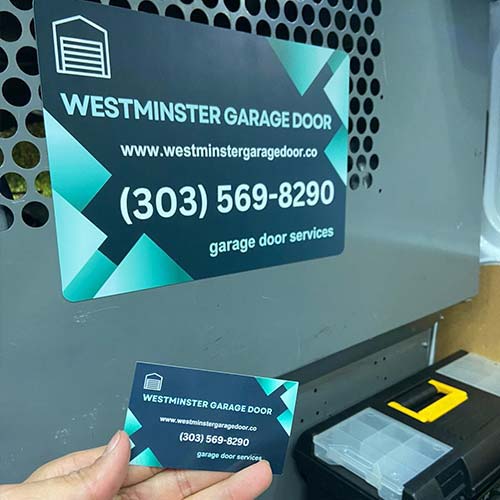 WESTMINSTER GARAGE DOOR
www.westminstergaragedoor.co
(303) 569-8290
garage door services
WESTMINSTER GARAGE DOOR
www.westminstergaragedoor.co
(303) 569-8290
garage door services